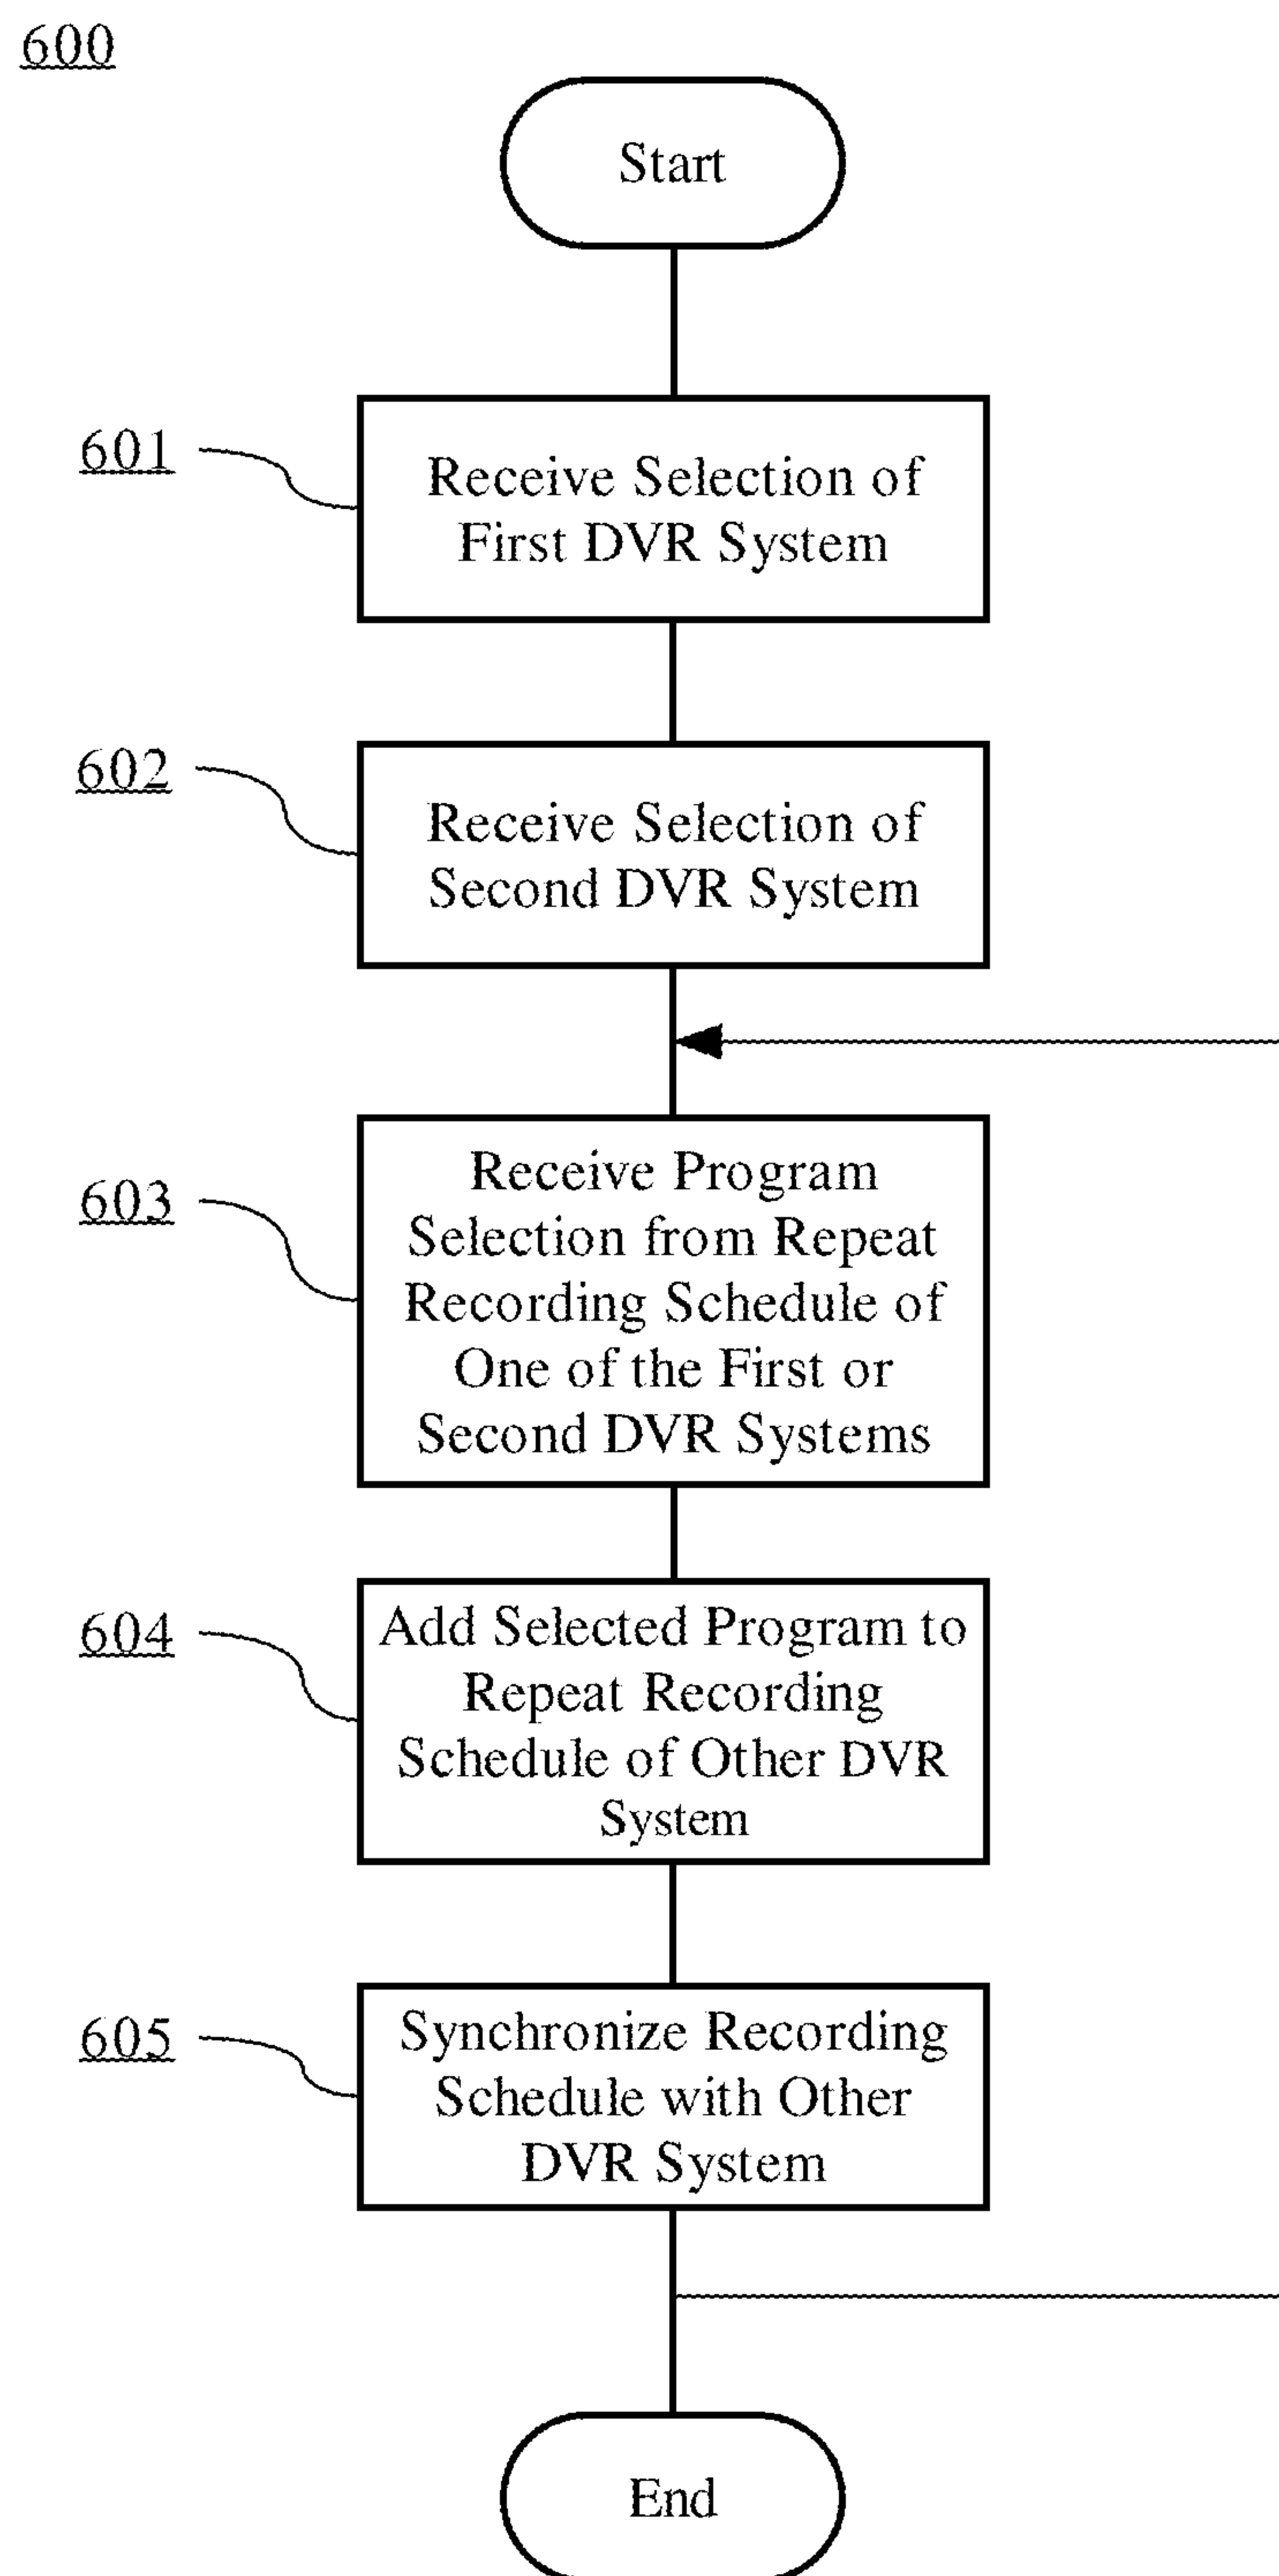 600
Start
601
Receive Selection of
First DVR System
602
Receive Selection of
Second DVR System
603
Receive Program
Selection from Repeat
Recording Schedule of
One of the First or
Second DVR Systems
604
Add Selected Program to
Repeat Recording
Schedule of Other DVR
System
605
Synchronize Recording
Schedule with Other
DVR System
End